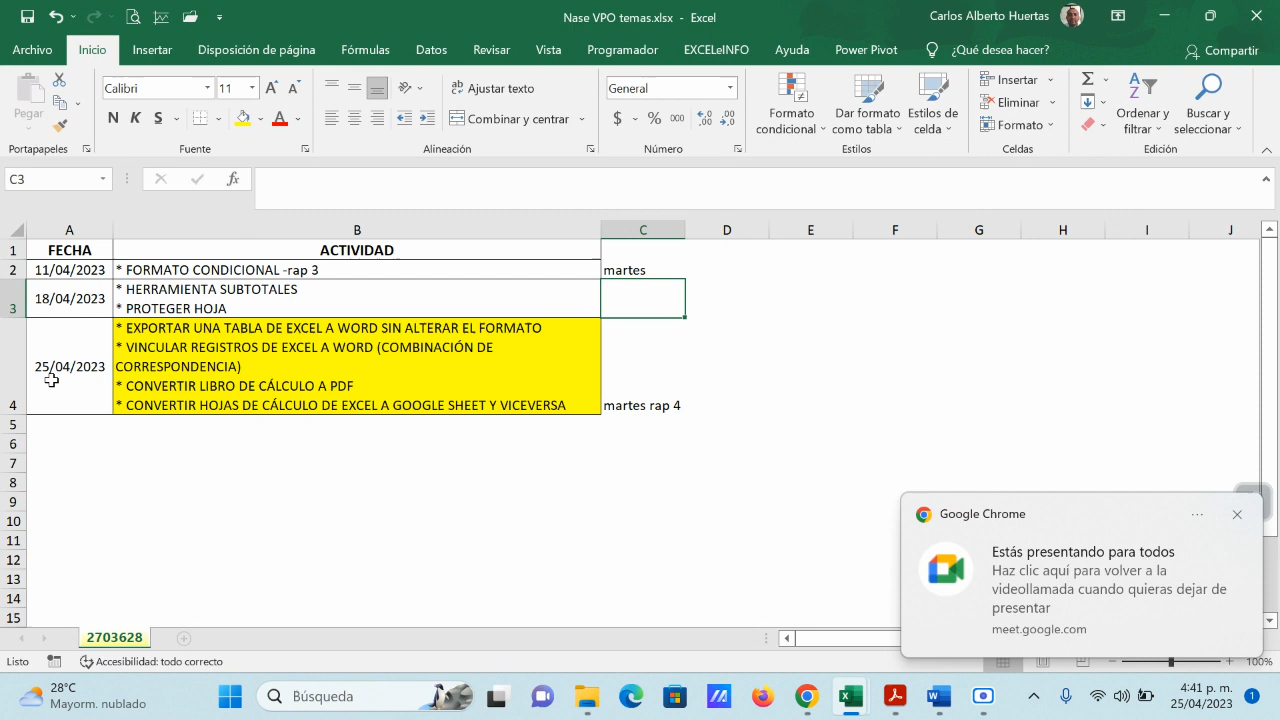 Nase VPO temas.xlsx - Excel
Carlos Alberto Huertas
Archivo Inicio Insertar Disposición de página Fórmulas Datos Revisar Vista Programador EXCELeINFO Ayuda Power Pivot ¿Qué desea hacer? Compartir
Pegar
Portapapeles
Calibri 11
N K S
Fuente
Ajustar texto
Combinar y centrar
Alineación
General
$ % 000
Número
Formato condicional
Dar formato como tabla
Estilos de celda
Estilos
Insertar
Eliminar
Formato
Celdas
Ordenar y filtrar
Buscar y seleccionar
Edición
C3
fx
A B C D E F G H I J
1 FECHA ACTIVIDAD
2 11/04/2023 * FORMATO CONDICIONAL -rap 3 martes
3 18/04/2023 * HERRAMIENTA SUBTOTALES
* PROTEGER HOJA
4 25/04/2023 * EXPORTAR UNA TABLA DE EXCEL A WORD SIN ALTERAR EL FORMATO
* VINCULAR REGISTROS DE EXCEL A WORD (COMBINACIÓN DE
CORRESPONDENCIA)
* CONVERTIR LIBRO DE CÁLCULO A PDF
* CONVERTIR HOJAS DE CÁLCULO DE EXCEL A GOOGLE SHEET Y VICEVERSA martes rap 4
5
6
7
8
9
10
11
12
13
14
15
Google Chrome
Estás presentando para todos
Haz clic aquí para volver a la
videollamada cuando quieras dejar de
presentar
meet.google.com
2703628
Listo Accesibilidad: todo correcto 100%
28°C
Mayorm. nublado
Búsqueda
4:41 p. m.
25/04/2023
1